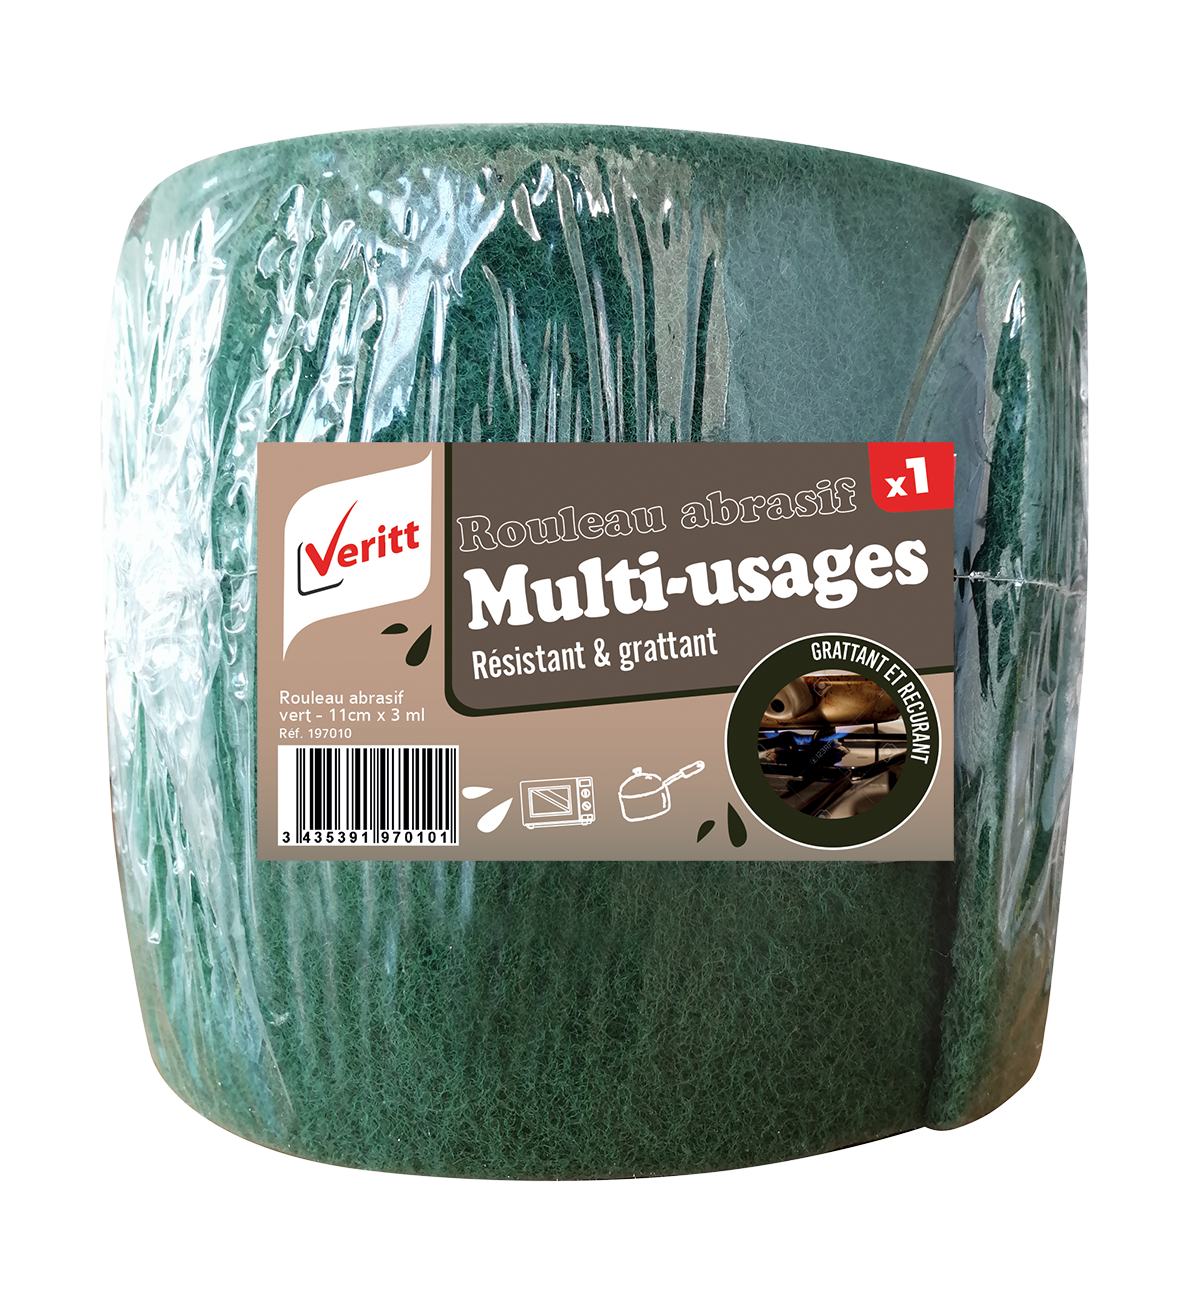 x1
Rouleau abrasif
Multi-usages
Résistant & grattant
Veritt
GRATTANT ET RECURANT
Rouleau abrasif
vert - 11cm x 3 ml
Réf. 197010
3 435391 970101